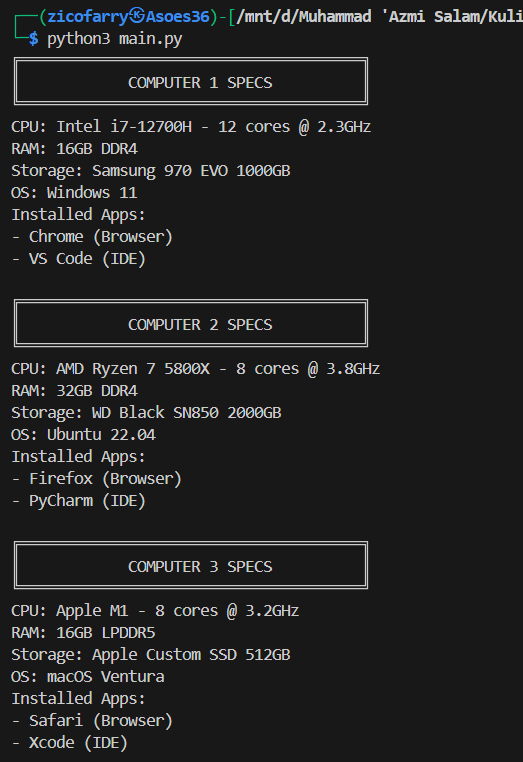 (zicofarry㉿Asoes36)-[/mnt/d/Muhammad 'Azmi Salam/Kuli
$ python3 main.py
COMPUTER 1 SPECS
CPU: Intel i7-12700H - 12 cores @ 2.3GHz
RAM: 16GB DDR4
Storage: Samsung 970 EVO 1000GB
OS: Windows 11
Installed Apps:
- Chrome (Browser)
- VS Code (IDE)
COMPUTER 2 SPECS
CPU: AMD Ryzen 7 5800X - 8 cores @ 3.8GHz
RAM: 32GB DDR4
Storage: WD Black SN850 2000GB
OS: Ubuntu 22.04
Installed Apps:
- Firefox (Browser)
- PyCharm (IDE)
COMPUTER 3 SPECS
CPU: Apple M1 - 8 cores @ 3.2GHz
RAM: 16GB LPDDR5
Storage: Apple Custom SSD 512GB
OS: macOS Ventura
Installed Apps:
- Safari (Browser)
- Xcode (IDE)